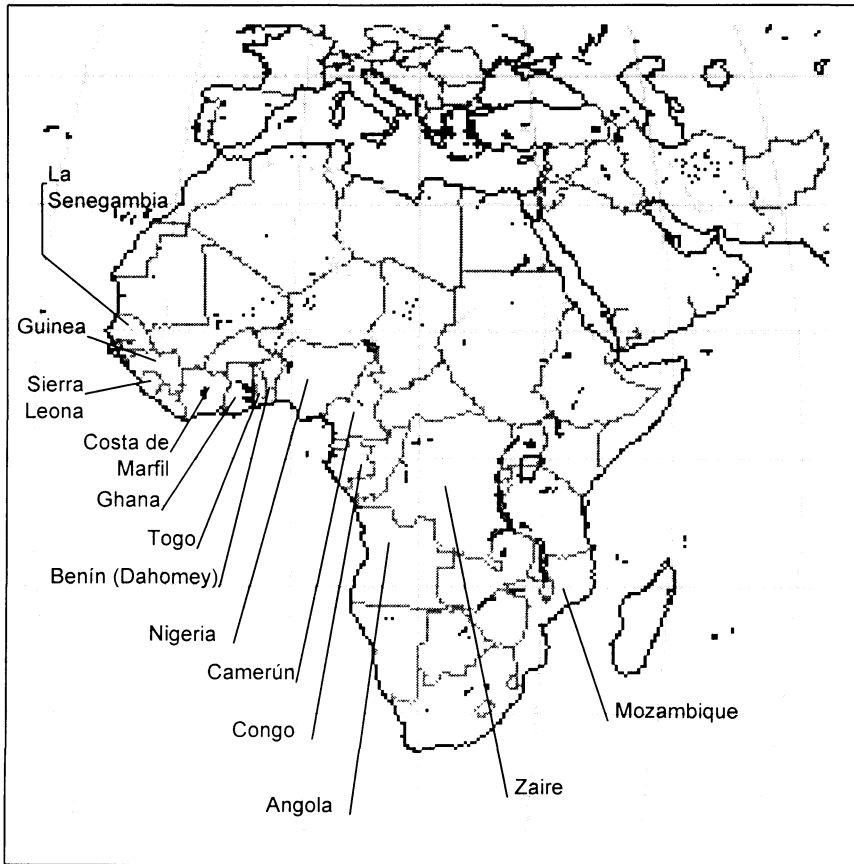 La
Senegambia
Guinea
Sierra
Leona
Costa de
Marfil
Ghana
Togo
Benín (Dahomey)
Nigeria
Camerún
Congo
Angola
Zaire
Mozambique